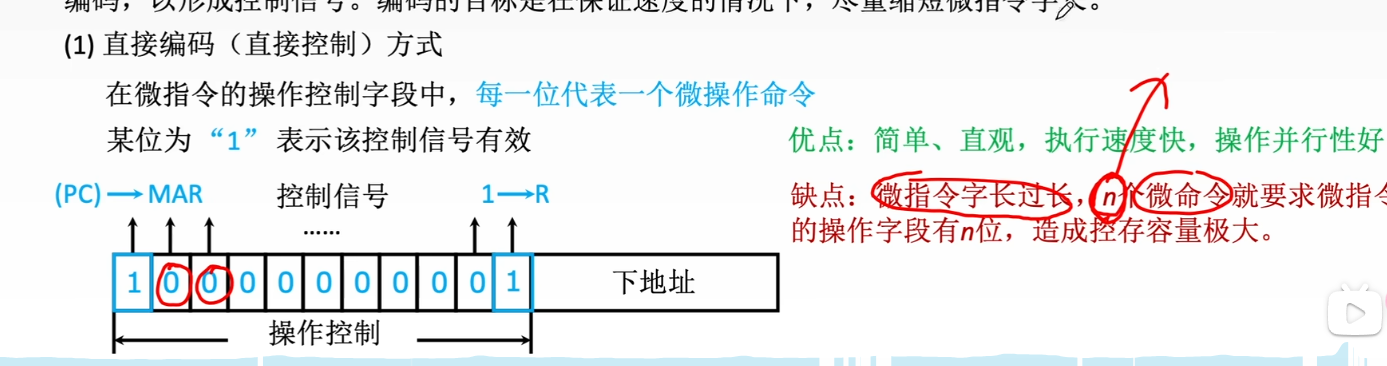 编码，以形成控制信号。编码的目标是在保证速度的情况下，尽量缩短微指令字长。
(1) 直接编码（直接控制）方式
在微指令的操作控制字段中，每一位代表一个微操作命令
某位为“1”表示该控制信号有效
优点：简单、直观，执行速度快，操作并行性好
(PC)→MAR 控制信号 1→R
缺点：微指令字长过长，n个微命令就要求微指令
的操作字段有n位，造成控存容量极大。
……
1 0 0 0 0 0 0 0 0 0 1 下地址
操作控制